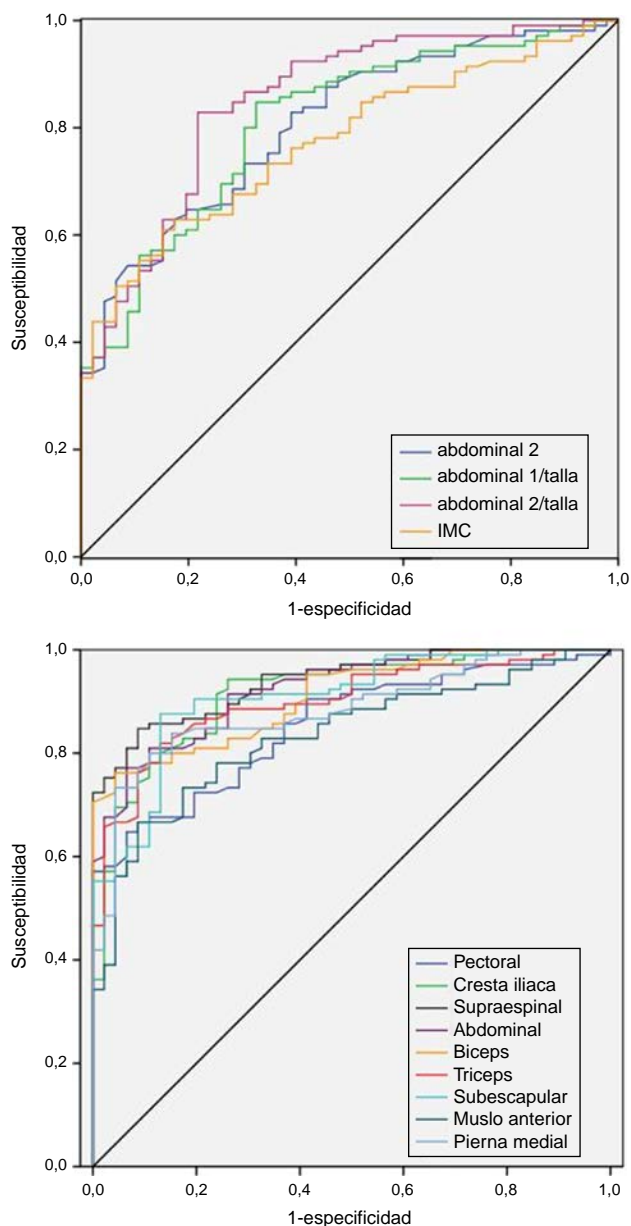 1,0
0,8
0,6
0,4
0,2
0,0
Susceptibilidad
abdominal 2
abdominal 1/talla
abdominal 2/talla
IMC
0,0 0,2 0,4 0,6 0,8 1,0
1-especificidad
1,0
0,8
0,6
0,4
0,2
0,0
Susceptibilidad
Pectoral
Cresta iliaca
Supraespinal
Abdominal
Biceps
Triceps
Subescapular
Muslo anterior
Pierna medial
0,0 0,2 0,4 0,6 0,8 1,0
1-especificidad